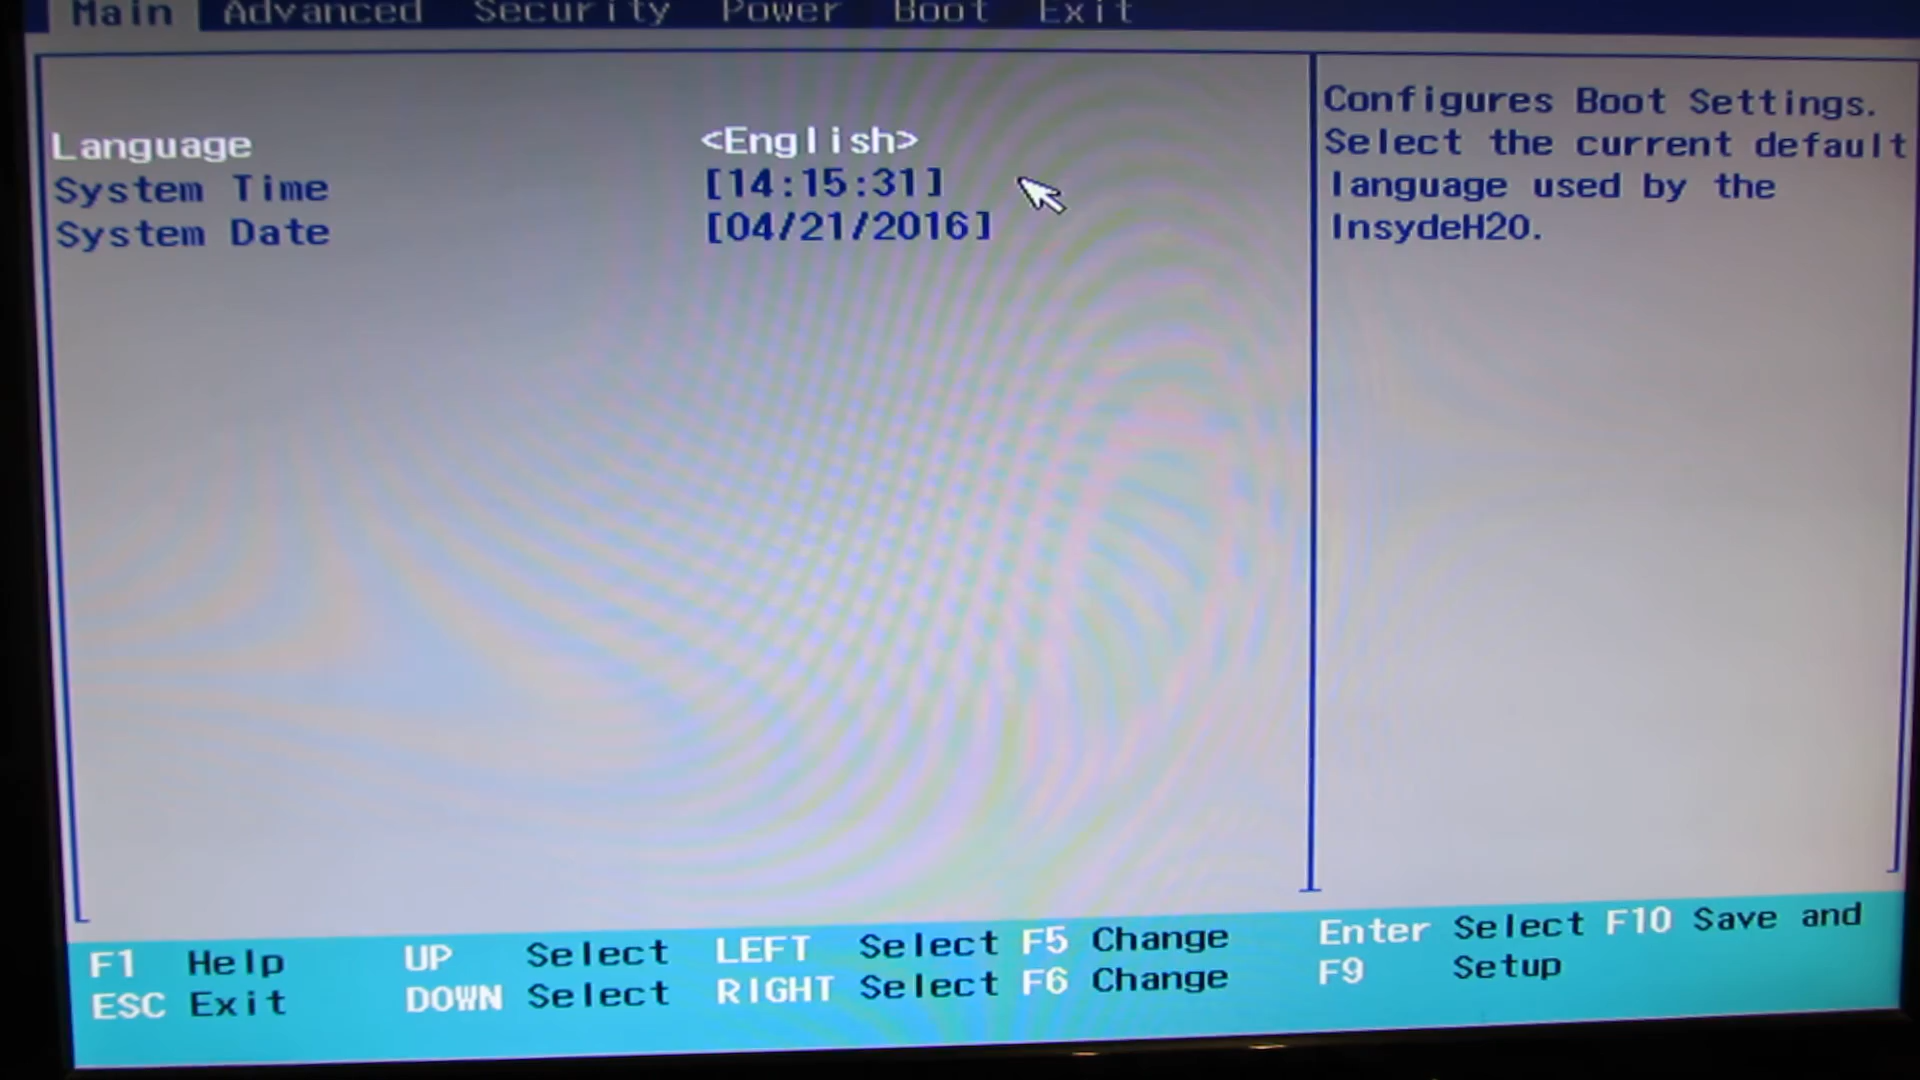 Main Advanced Security Power Boot Exit
Language <English>
System Time [14:15:31]
System Date [04/21/2016]
Configures Boot Settings.
Select the current default
language used by the
InsydeH2O.
F1 Help UP Select LEFT Select F5 Change Enter Select F10 Save and
ESC Exit DOWN Select RIGHT Select F6 Change F9 Setup